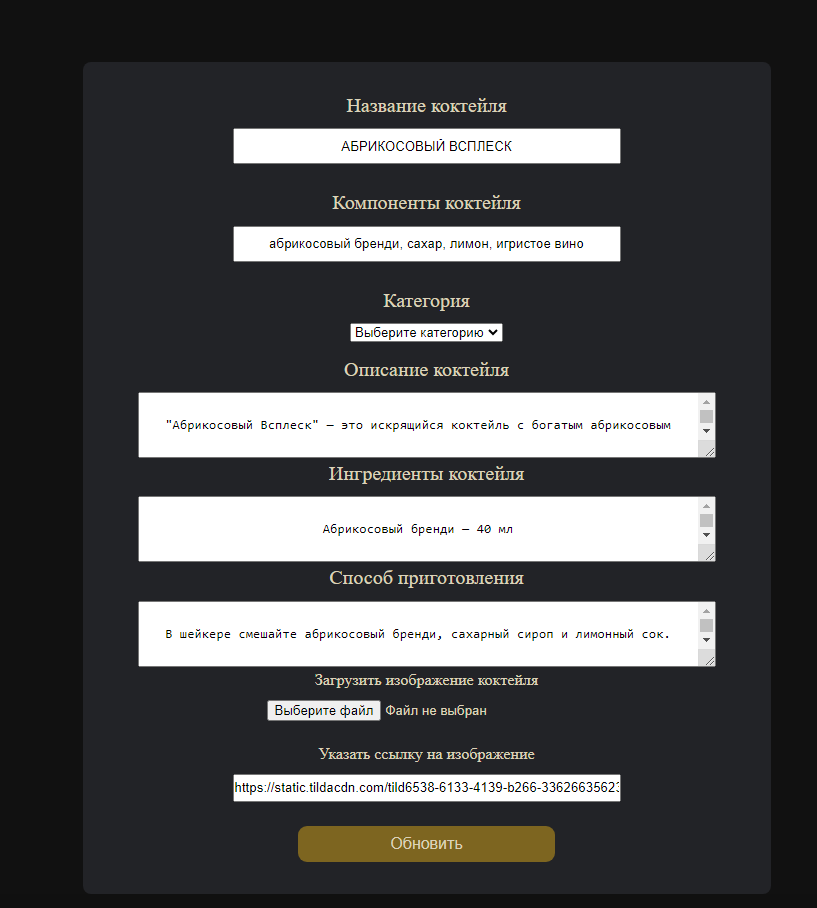 Название коктейля
АБРИКОСОВЫЙ ВСПЛЕСК
Компоненты коктейля
абрикосовый бренди, сахар, лимон, игристое вино
Категория
Выберите категорию
Описание коктейля
"Абрикосовый Всплеск" — это искрящийся коктейль с богатым абрикосовым
Ингредиенты коктейля
Абрикосовый бренди — 40 мл
Способ приготовления
В шейкере смешайте абрикосовый бренди, сахарный сироп и лимонный сок.
Загрузить изображение коктейля
Выберите файл Файл не выбран
Указать ссылку на изображение
https://static.tildacdn.com/tild6538-6133-4139-b266-33626635623
Обновить